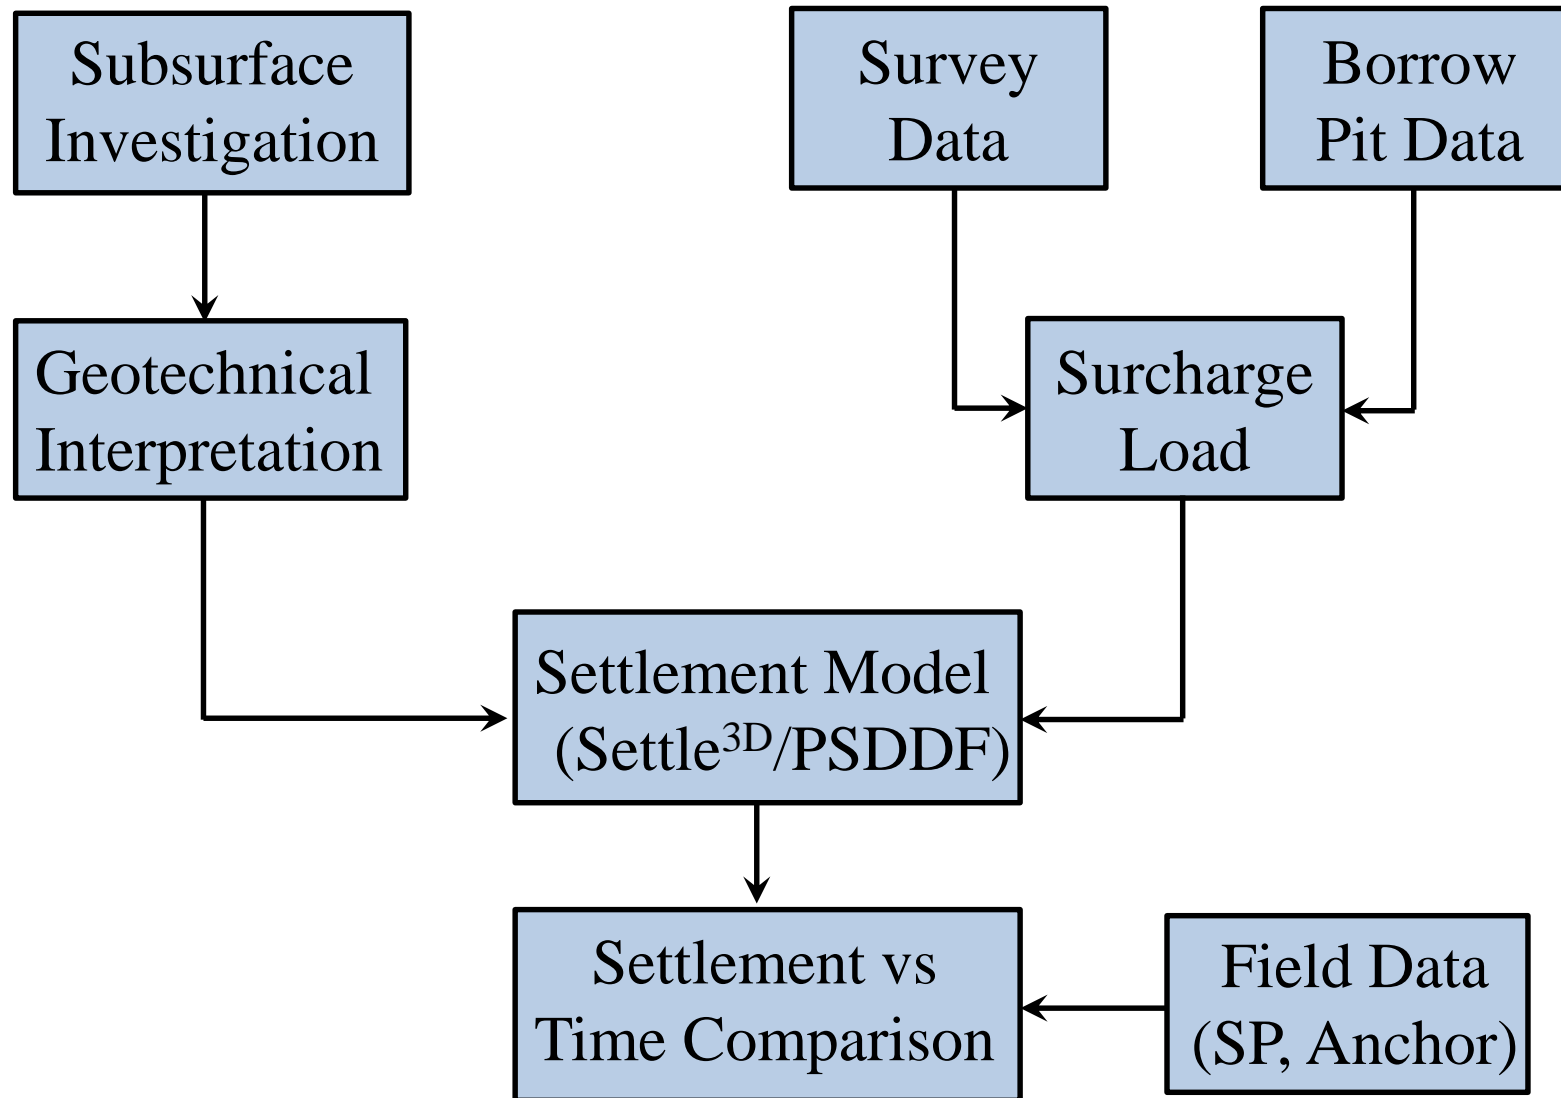 Subsurface
Investigation
Survey
Data
Borrow
Pit Data
Geotechnical
Interpretation
Surcharge
Load
Settlement Model
(Settle³ᴰ/PSDDF)
Settlement vs
Time Comparison
Field Data
(SP, Anchor)